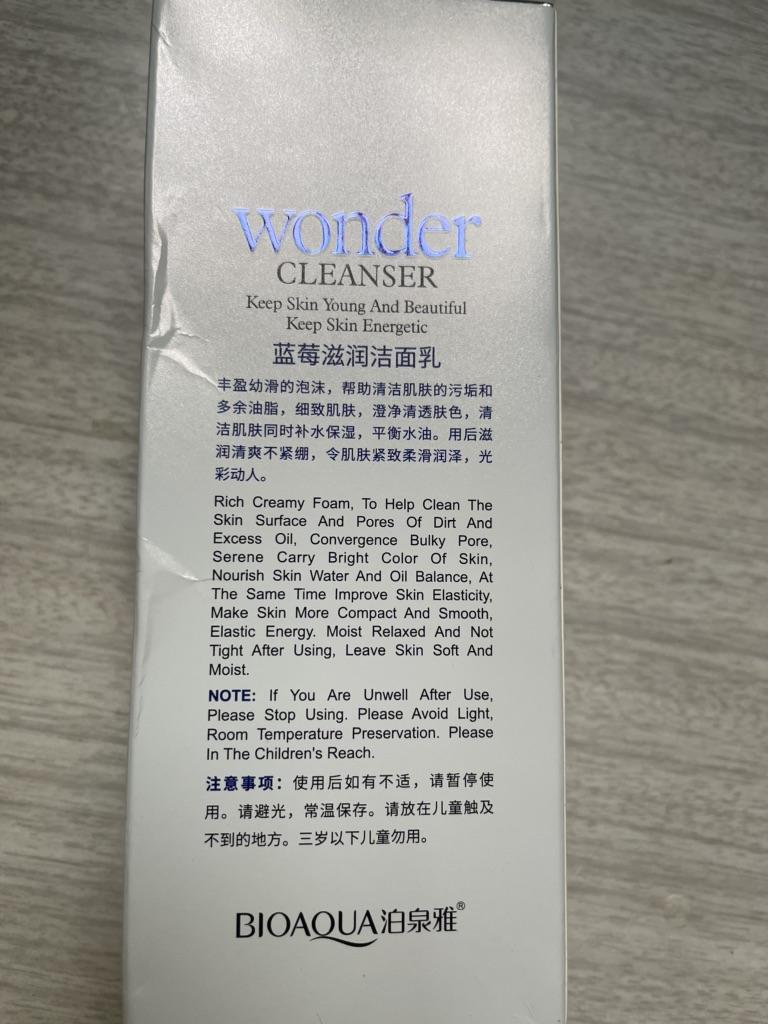 wonder
CLEANSER
Keep Skin Young And Beautiful
Keep Skin Energetic
蓝莓滋润洁面乳
丰盈幼滑的泡沫，帮助清洁肌肤的污垢和
多余油脂，细致肌肤，澄净清透肤色，清
洁肌肤同时补水保湿，平衡水油。用后滋
润清爽不紧绷，令肌肤紧致柔滑润泽，光
彩动人。
Rich Creamy Foam, To Help Clean The
Skin Surface And Pores Of Dirt And
Excess Oil, Convergence Bulky Pore,
Serene Carry Bright Color Of Skin,
Nourish Skin Water And Oil Balance, At
The Same Time Improve Skin Elasticity,
Make Skin More Compact And Smooth,
Elastic Energy. Moist Relaxed And Not
Tight After Using, Leave Skin Soft And
Moist.
NOTE: If You Are Unwell After Use,
Please Stop Using. Please Avoid Light,
Room Temperature Preservation. Please
In The Children's Reach.
注意事项：使用后如有不适，请暂停使
用。请避光，常温保存。请放在儿童触及
不到的地方。三岁以下儿童勿用。
BIOAQUA泊泉雅®